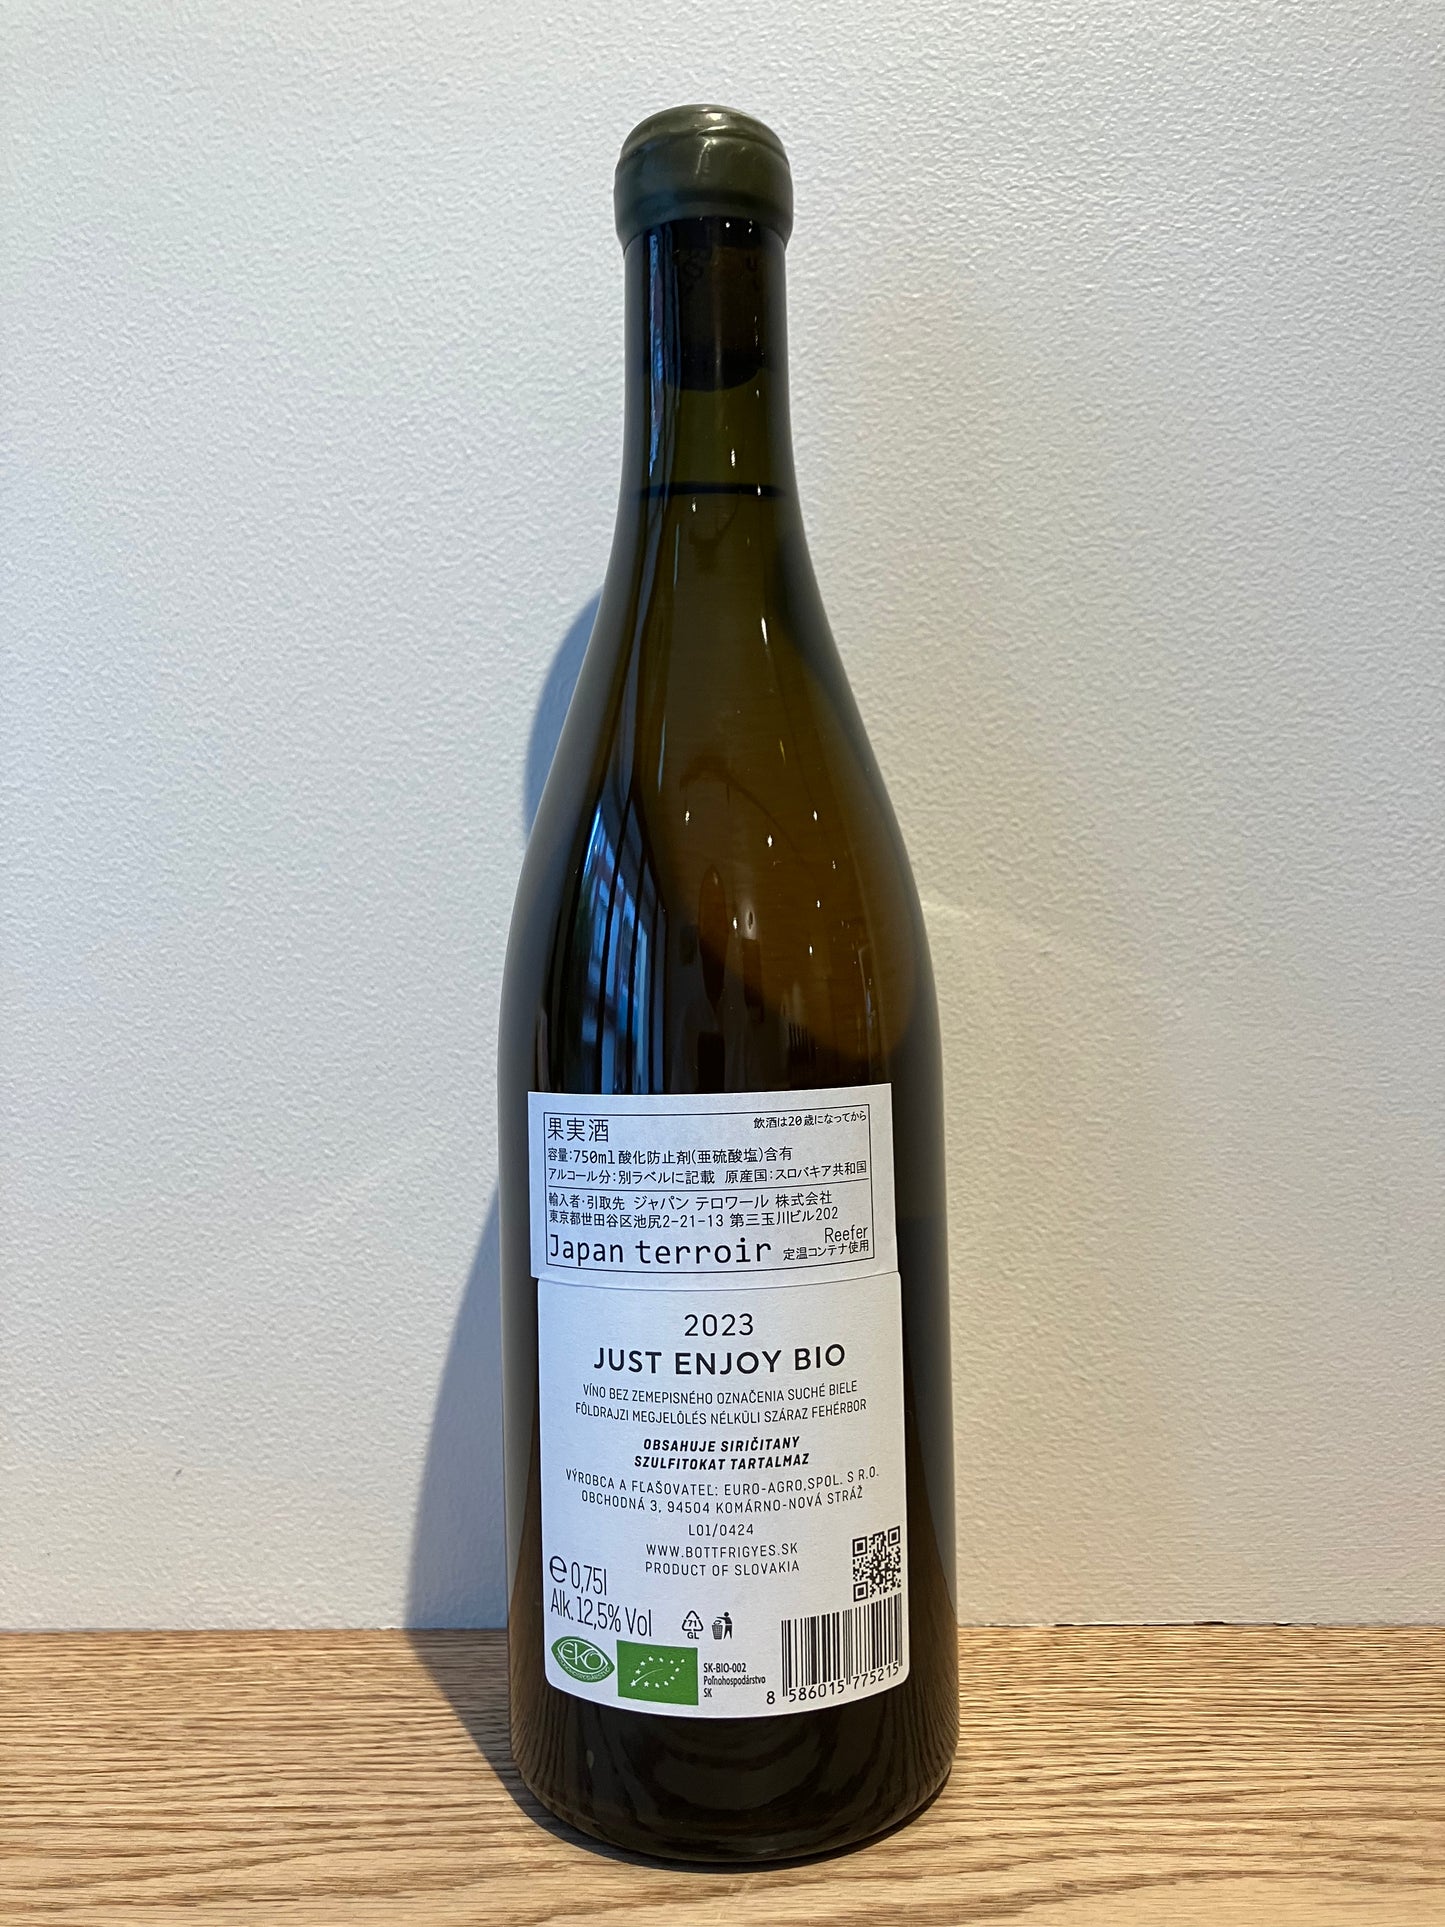 果実酒 飲酒は20歳になってから
容量:750ml 酸化防止剤(亜硫酸塩)含有
アルコール分:別ラベルに記載 原産国:スロバキア共和国
輸入者・引取先 ジャパン テロワール 株式会社
東京都世田谷区池尻2-21-13 第三玉川ビル202
Japan terroir Reefer
定温コンテナ使用
2023
JUST ENJOY BIO
VÍNO BEZ ZEMEPISNÉHO OZNAČENIA SUCHÉ BIELE
FÖLDRAJZI MEGJELÖLÉS NÉLKÜLI SZÁRAZ FEHÉRBOR
OBSAHUJE SIRIČITANY
SZULFITOKAT TARTALMAZ
VÝROBCA A FĽAŠOVATEĽ: EURO-AGRO,SPOL. S R.O.
OBCHODNÁ 3, 94504 KOMÁRNO-NOVÁ STRÁŽ
L01/0424
WWW.BOTTFRIGYES.SK
PRODUCT OF SLOVAKIA
e 0,75l
Alk. 12,5% Vol
71
GL
EKO
SK-BIO-002
Poľnohospodárstvo
SK
8 586015 775215